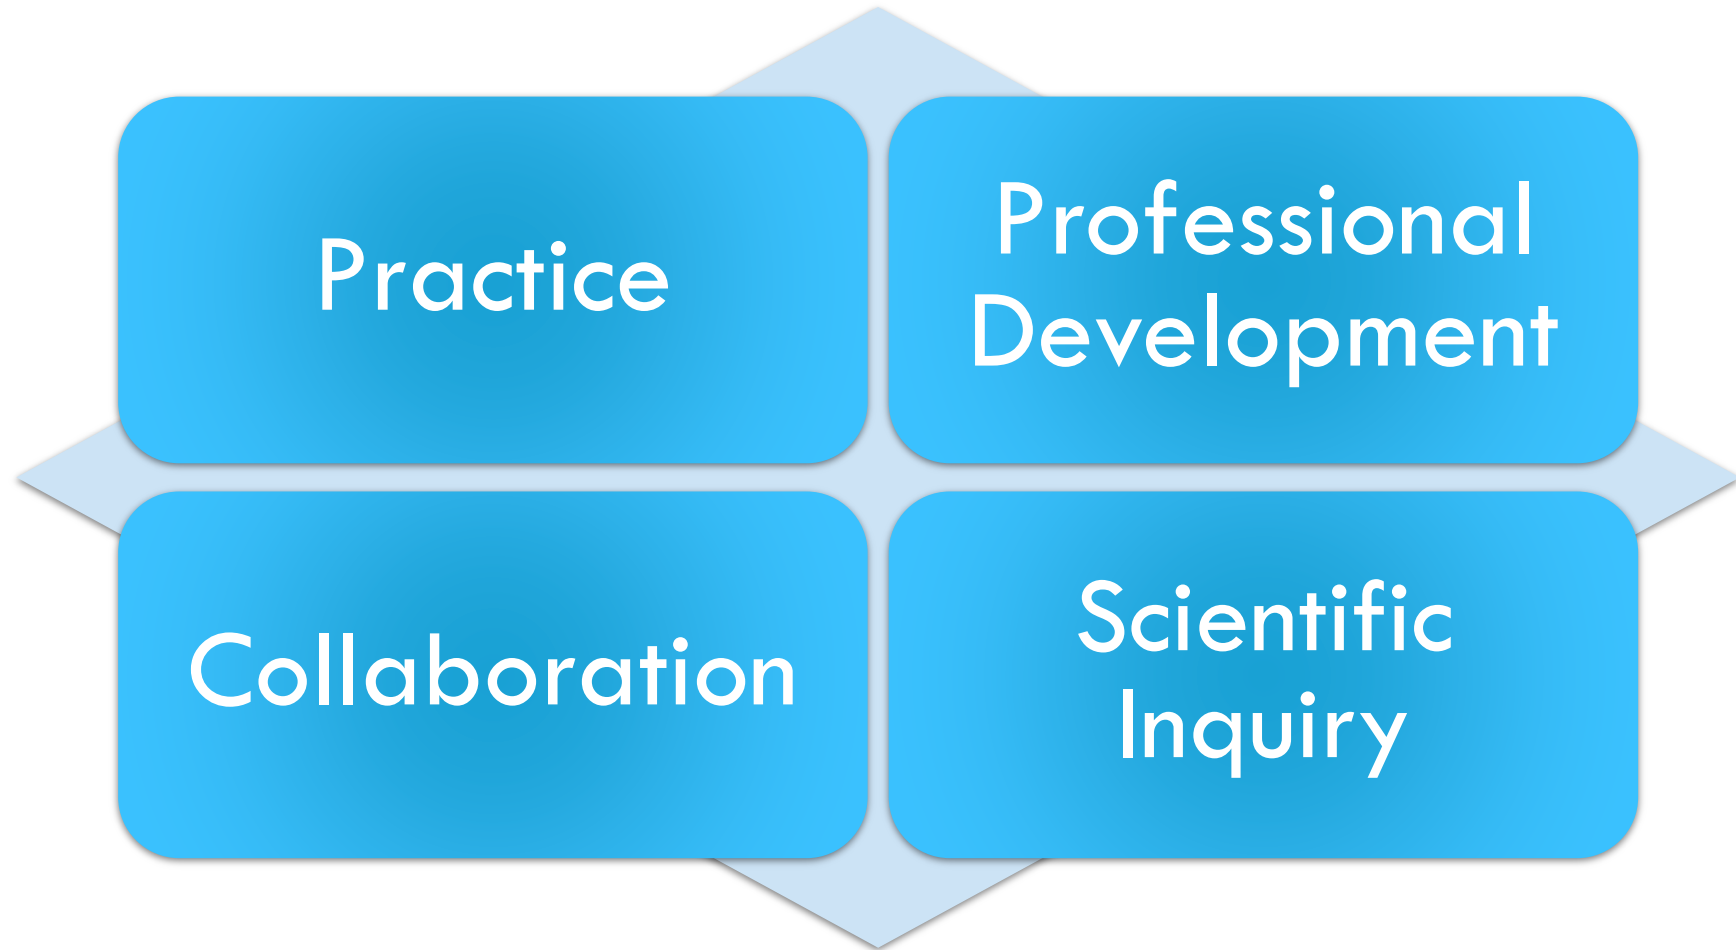 Practice
Professional
Development
Collaboration
Scientific
Inquiry